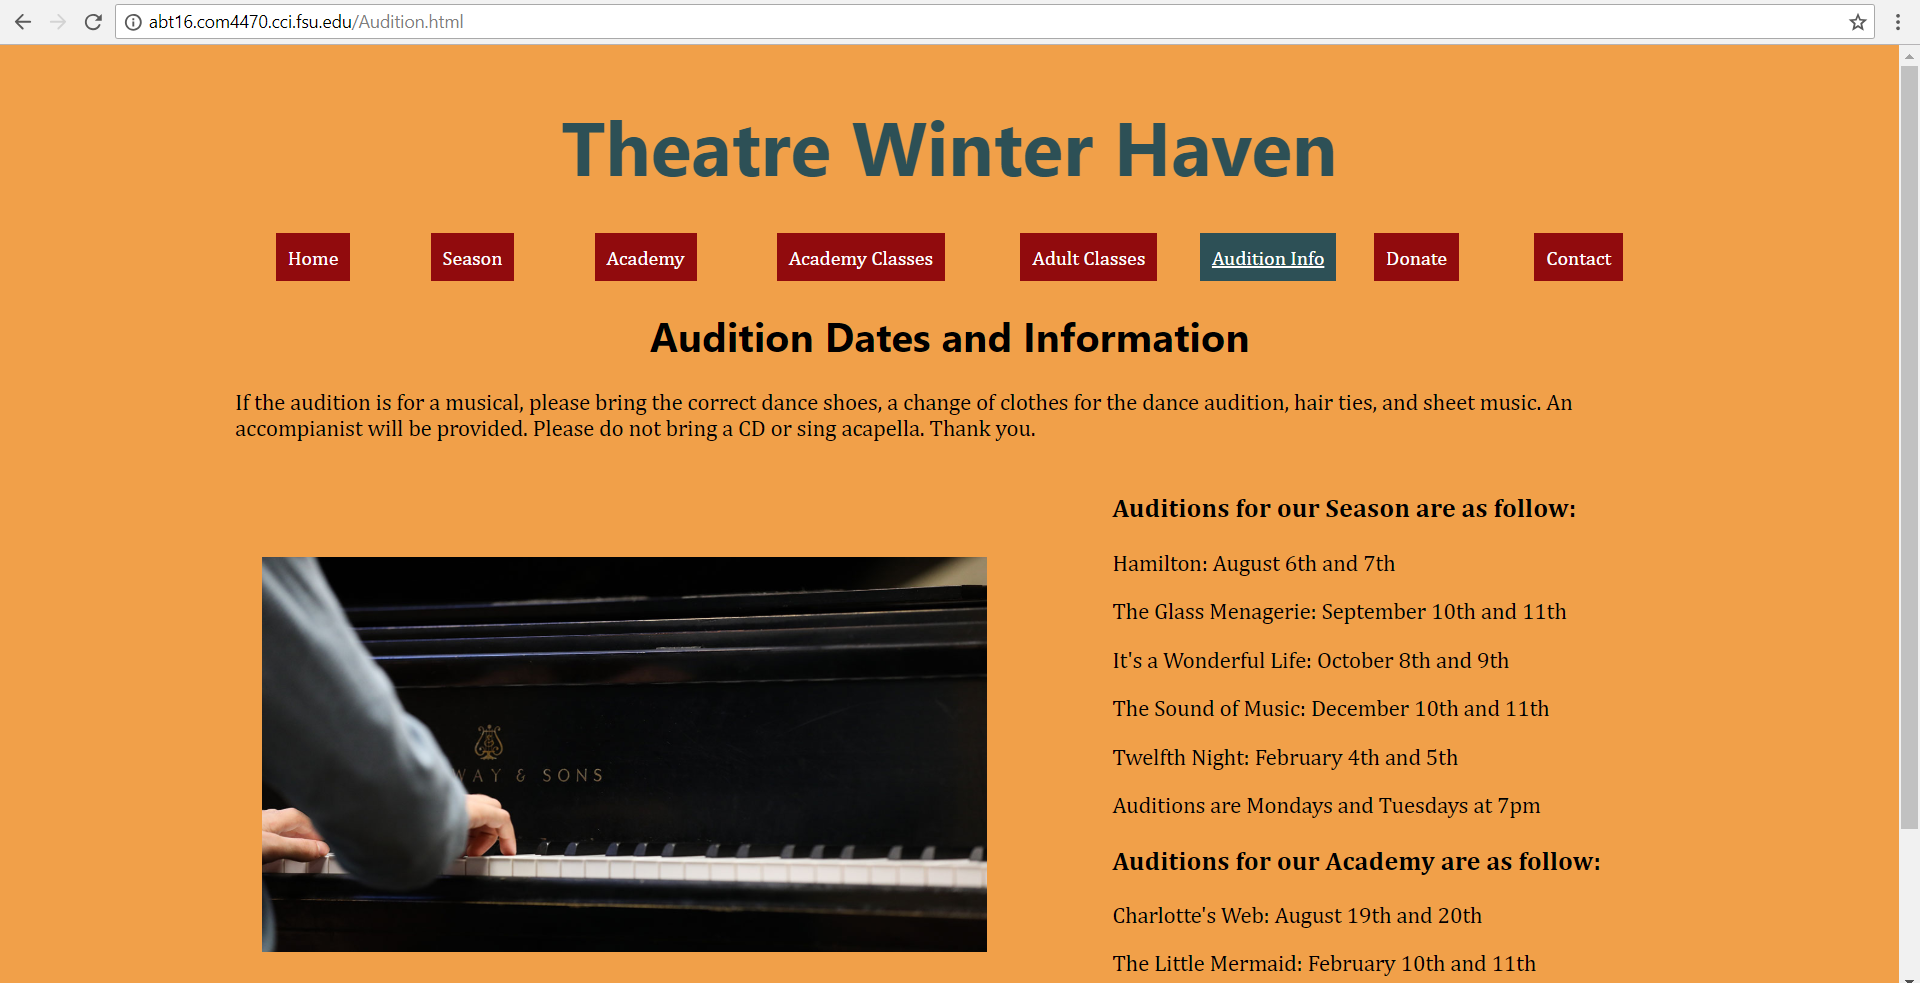 abt16.com4470.cci.fsu.edu/Audition.html
Theatre Winter Haven
Home Season Academy Academy Classes Adult Classes Audition Info Donate Contact
Audition Dates and Information
If the audition is for a musical, please bring the correct dance shoes, a change of clothes for the dance audition, hair ties, and sheet music. An
accompianist will be provided. Please do not bring a CD or sing acapella. Thank you.
WAY & SONS
Auditions for our Season are as follow:
Hamilton: August 6th and 7th
The Glass Menagerie: September 10th and 11th
It's a Wonderful Life: October 8th and 9th
The Sound of Music: December 10th and 11th
Twelfth Night: February 4th and 5th
Auditions are Mondays and Tuesdays at 7pm
Auditions for our Academy are as follow:
Charlotte's Web: August 19th and 20th
The Little Mermaid: February 10th and 11th